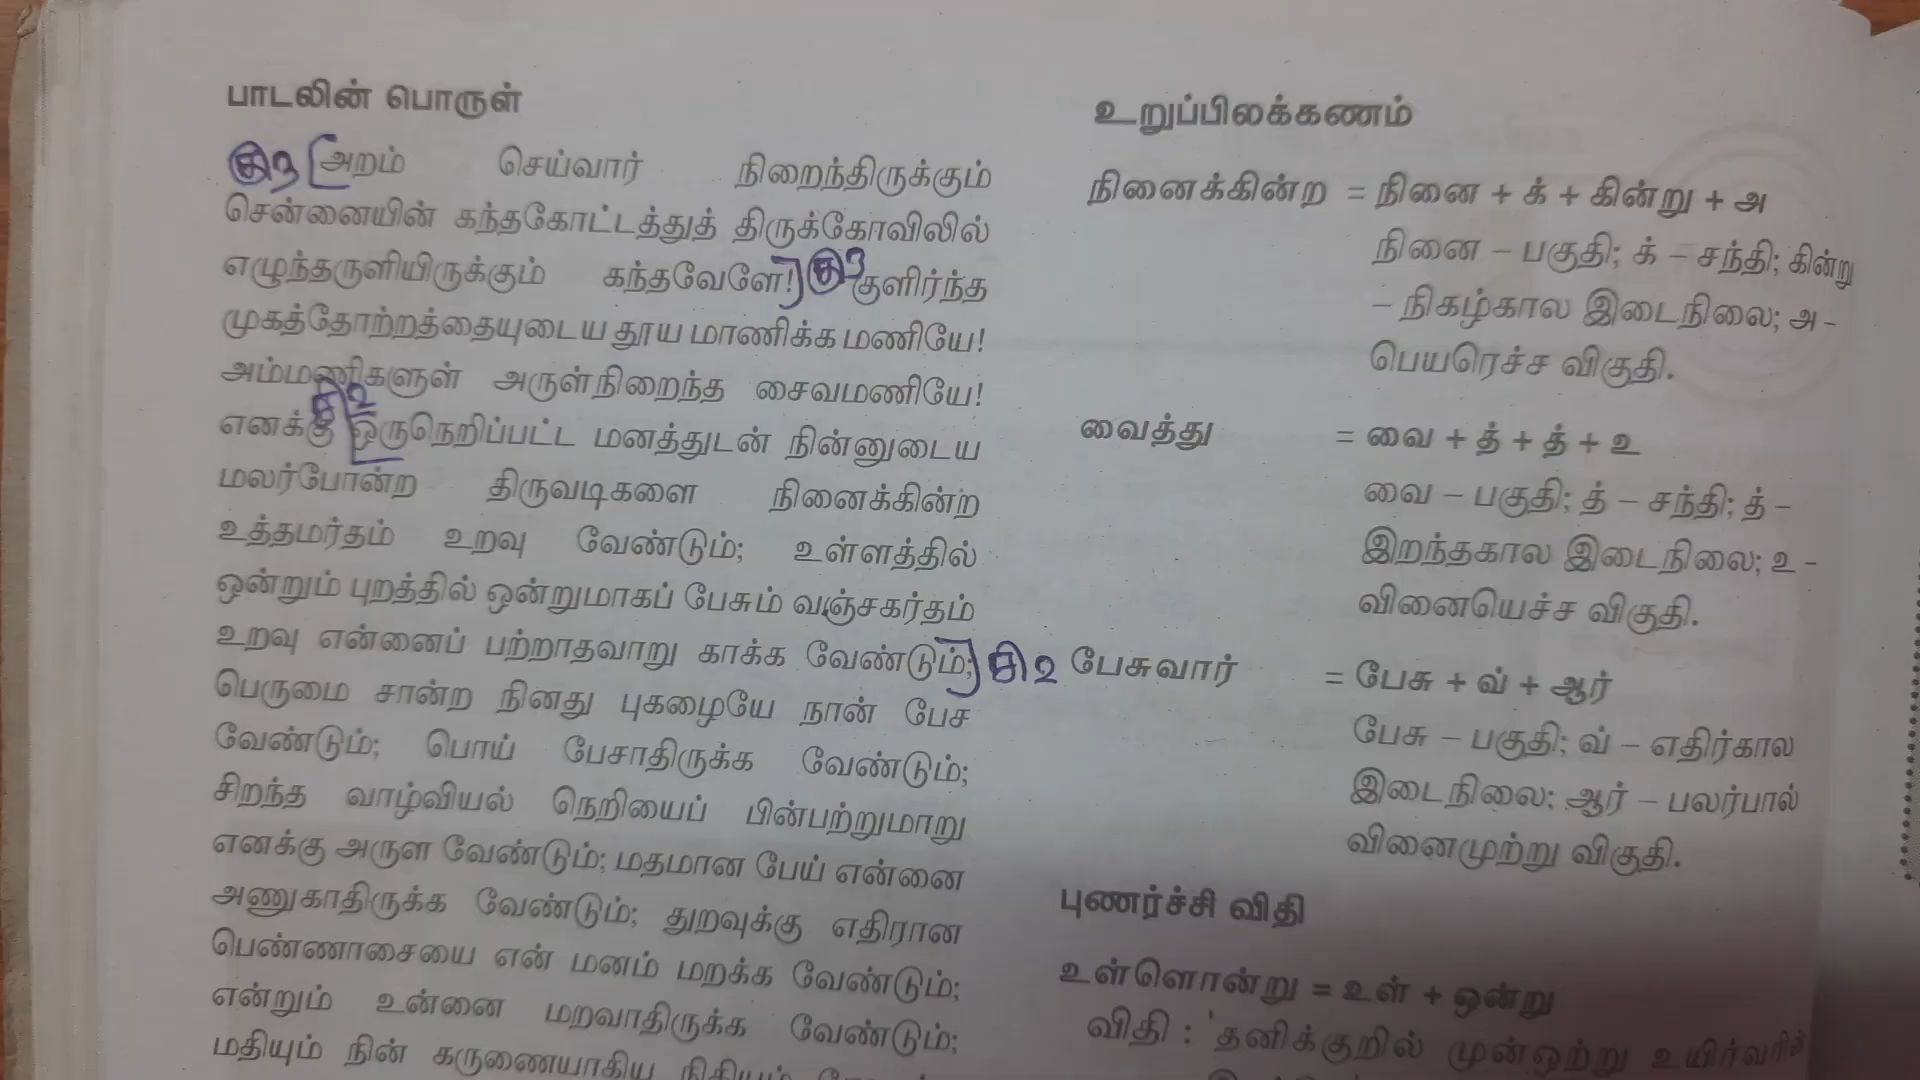 பாடலின் பொருள்
அறம் செய்வார் நிறைந்திருக்கும்
சென்னையின் கந்தகோட்டத்துத் திருக்கோவிலில்
எழுந்தருளியிருக்கும் கந்தவேளே! குளிர்ந்த
முகத்தோற்றத்தையுடைய தூய மாணிக்க மணியே!
அம்மணிகளுள் அருள்நிறைந்த சைவமணியே!
எனக்கு ஒருநெறிப்பட்ட மனத்துடன் நின்னுடைய
மலர்போன்ற திருவடிகளை நினைக்கின்ற
உத்தமர்தம் உறவு வேண்டும்; உள்ளத்தில்
ஒன்றும் புறத்தில் ஒன்றுமாகப் பேசும் வஞ்சகர்தம்
உறவு என்னைப் பற்றாதவாறு காக்க வேண்டும்;
பெருமை சான்ற நினது புகழையே நான் பேச
வேண்டும்; பொய் பேசாதிருக்க வேண்டும்;
சிறந்த வாழ்வியல் நெறியைப் பின்பற்றுமாறு
எனக்கு அருள வேண்டும்; மதமான பேய் என்னை
அணுகாதிருக்க வேண்டும்; துறவுக்கு எதிரான
பெண்ணாசையை என் மனம் மறக்க வேண்டும்;
என்றும் உன்னை மறவாதிருக்க வேண்டும்;
மதியும் நின் கருணையாகிய நிதியும்
உறுப்பிலக்கணம்
நினைக்கின்ற = நினை + க் + கின்று + அ
நினை – பகுதி; க் – சந்தி; கின்று
– நிகழ்கால இடைநிலை; அ –
பெயரெச்ச விகுதி.
வைத்து = வை + த் + த் + உ
வை – பகுதி; த் – சந்தி; த் –
இறந்தகால இடைநிலை; உ –
வினையெச்ச விகுதி.
சி 2 பேசுவார் = பேசு + வ் + ஆர்
பேசு – பகுதி; வ் – எதிர்கால
இடைநிலை; ஆர் – பலர்பால்
வினைமுற்று விகுதி.
புணர்ச்சி விதி
உள்ளொன்று = உள் + ஒன்று
விதி : 'தனிக்குறில் முன்ஒற்று உயிர்வரின்